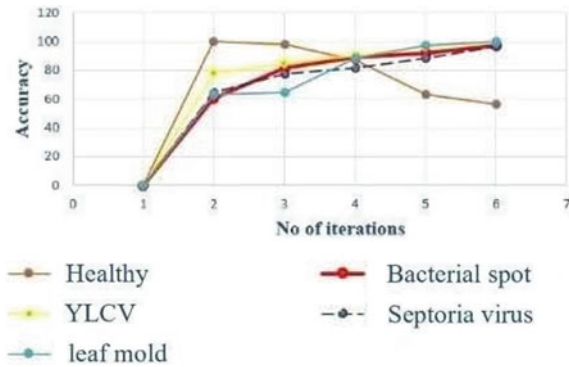 120
100
80
60
40
20
0
Accuracy
0 1 2 3 4 5 6 7
No of iterations
Healthy
Bacterial spot
YLCV
Septoria virus
leaf mold